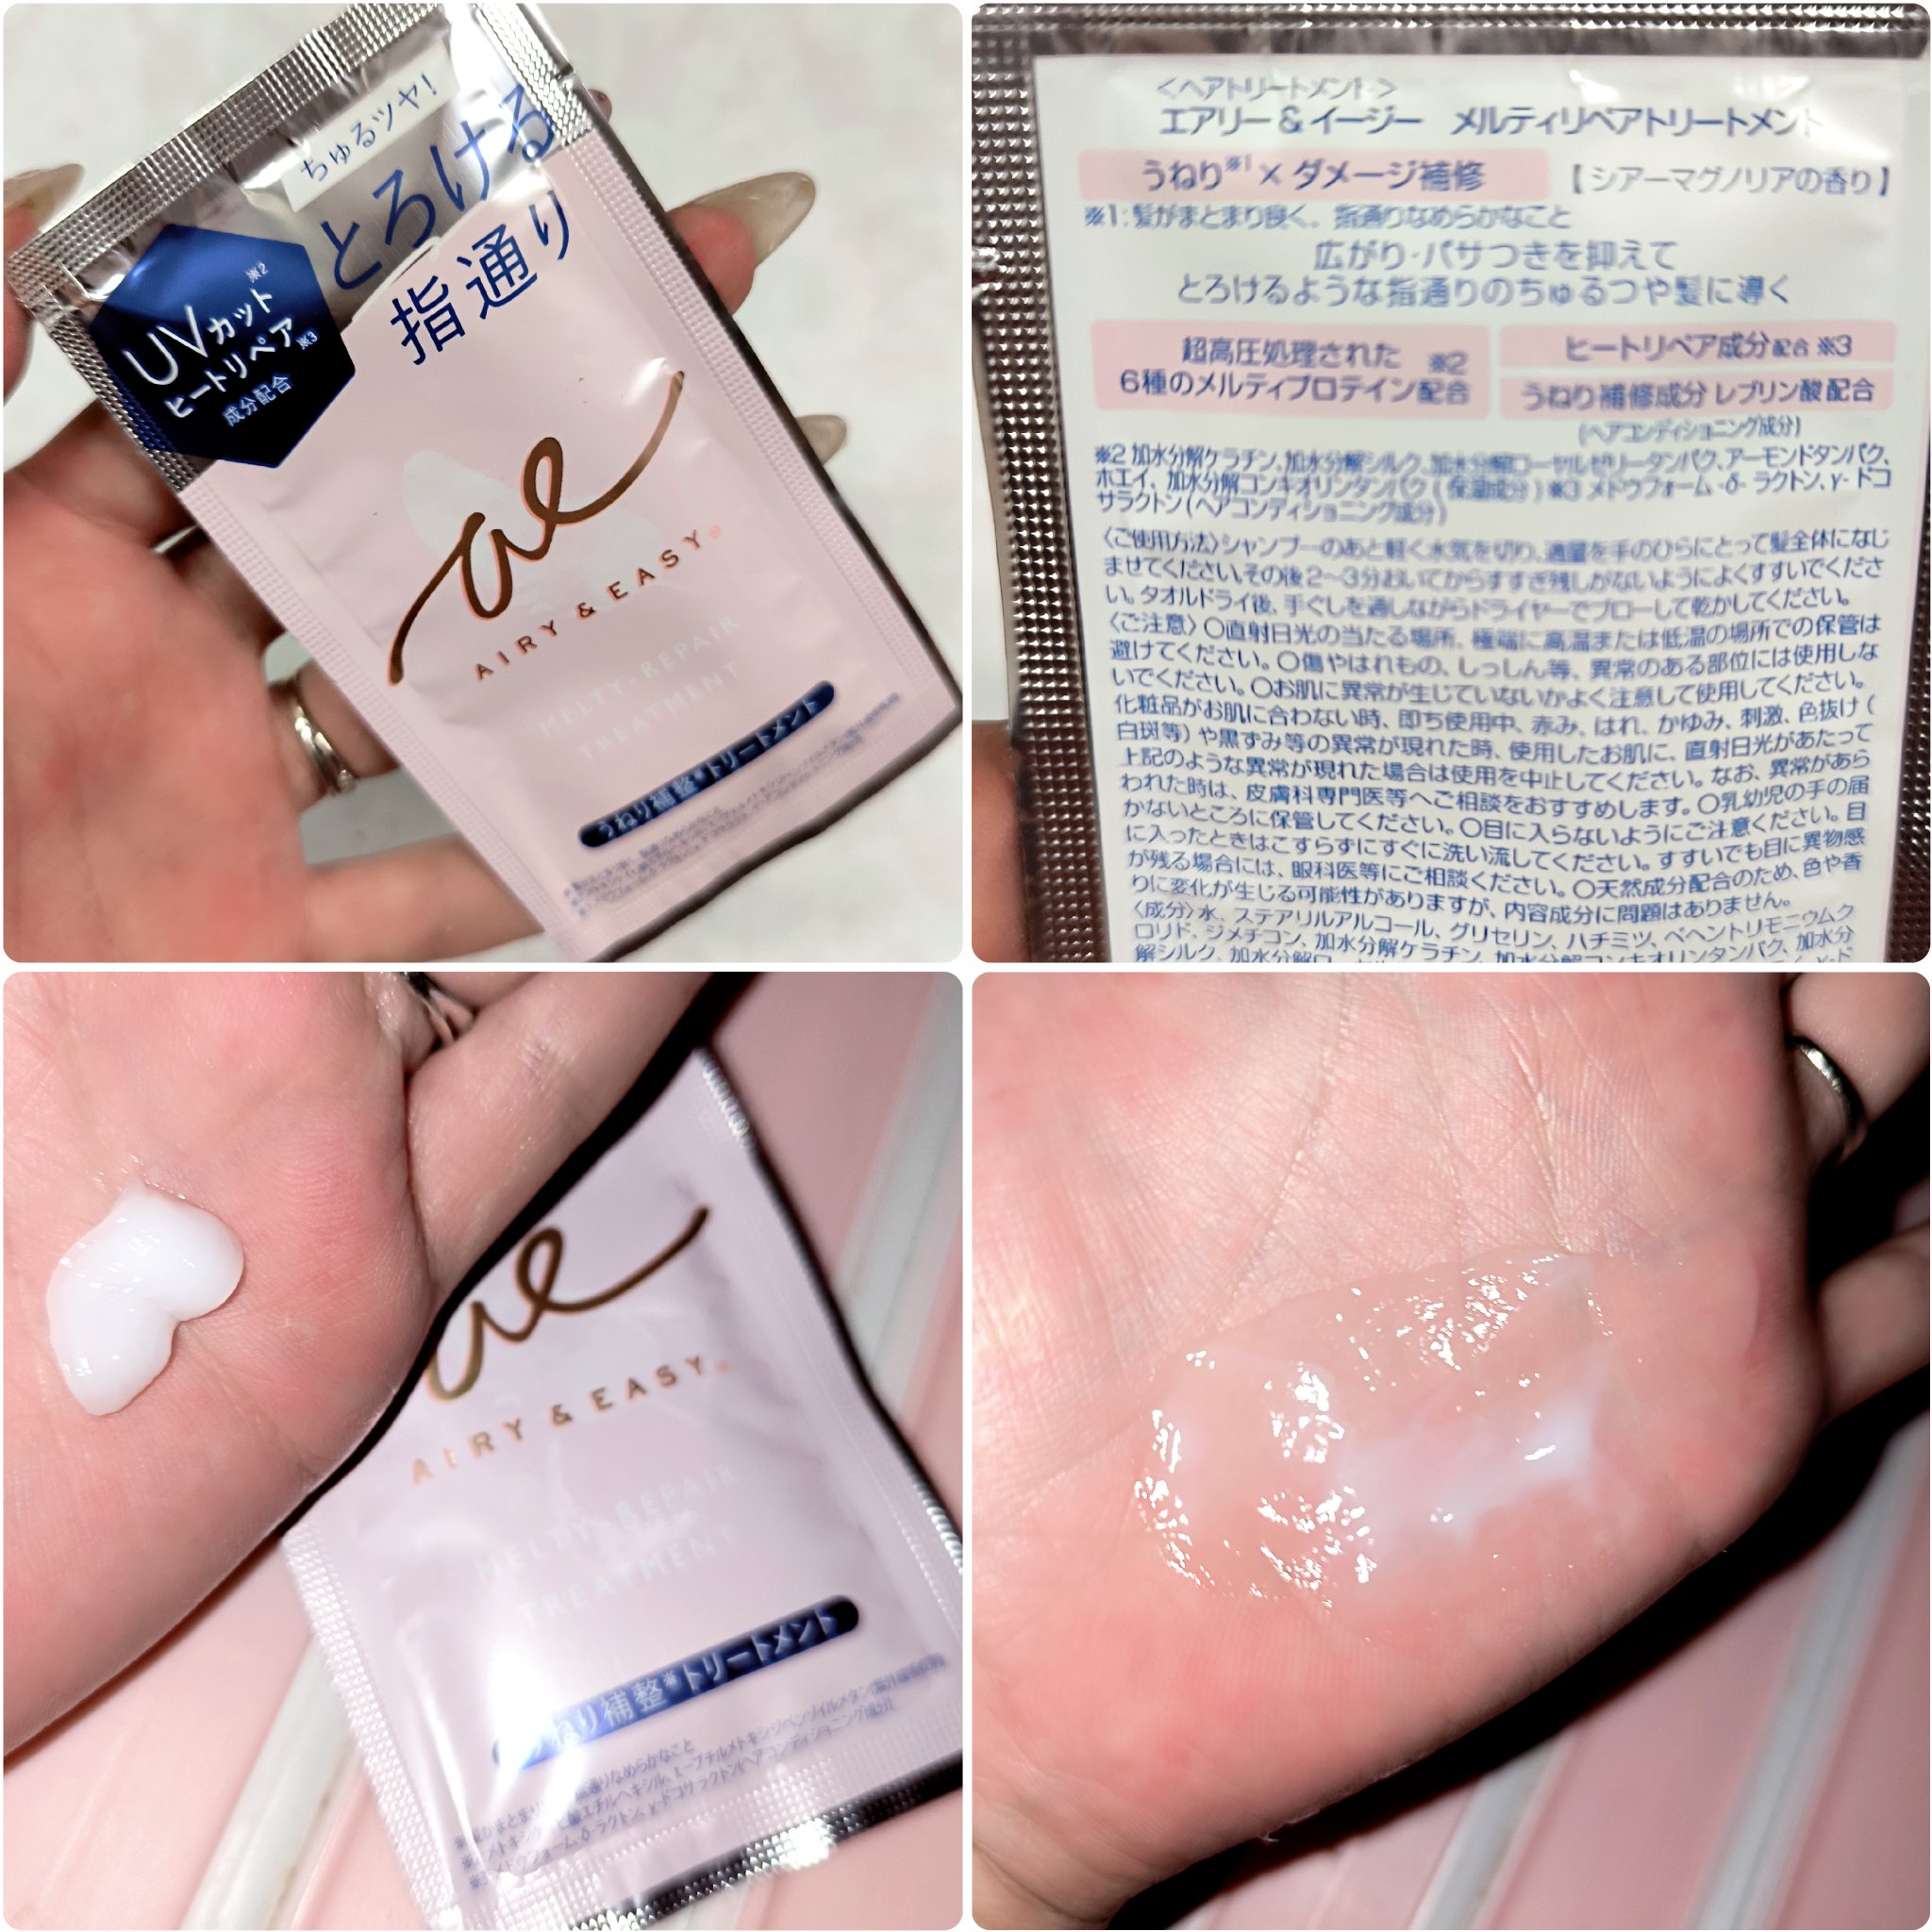 ちゅるツヤ!
とろける
指通り
UVカット※2
ヒートリペア※3
成分配合
ae
AIRY & EASY®
MELTY-REPAIR
TREATMENT
うねり補整※トリートメント
<ヘアトリートメント>
エアリー&イージー メルティリペアトリートメント
うねり※1×ダメージ補修 【シアーマグノリアの香り】
※1:髪がまとまり良く、指通りなめらかなこと
広がり・パサつきを抑えて
とろけるような指通りのちゅるつや髪に導く
超高圧処理された ※2
6種のメルティプロテイン配合
ヒートリペア成分配合※3
うねり補修成分 レブリン酸配合
(ヘアコンディショニング成分)
※2 加水分解ケラチン、加水分解シルク、加水分解ローヤルゼリータンパク、アーモンドタンパク、
ホエイ、加水分解コンキオリンタンパク(保湿成分)※3 メドウフォーム-δ-ラクトン、γ-ドコ
サラクトン(ヘアコンディショニング成分)
〈ご使用方法〉シャンプーのあと軽く水気を切り、適量を手のひらにとって髪全体になじ
ませてください。その後2〜3分おいてからすすぎ残しがないようによくすすいでくださ
い。タオルドライ後、手ぐしを通しながらドライヤーでブローして乾かしてください。
〈ご注意〉〇直射日光の当たる場所、極端に高温または低温の場所での保管は
避けてください。〇傷やはれもの、しっしん等、異常のある部位には使用しな
いでください。〇お肌に異常が生じていないかよく注意して使用してください。
化粧品がお肌に合わない時、即ち使用中、赤み、はれ、かゆみ、刺激、色抜け(
白斑等)や黒ずみ等の異常が現れた時、使用したお肌に、直射日光があたって
上記のような異常が現れた場合は使用を中止してください。なお、異常があら
われた時は、皮膚科専門医等へご相談をおすすめします。〇乳幼児の手の届
かないところに保管してください。〇目に入らないようにご注意ください。目
に入ったときはこすらずにすぐに洗い流してください。すすいでも目に異物感
が残る場合には、眼科医等にご相談ください。〇天然成分配合のため、色や香
りに変化が生じる可能性がありますが、内容成分に問題はありません。
〈成分〉水、ステアリルアルコール、グリセリン、ハチミツ、ベヘントリモニウムク
ロリド、ジメチコン、加水分解ケラチン、加水分解コンキオリンタンパク、加水分
解シルク、
ae
AIRY & EASY®
MELTY-REPAIR
TREATMENT
うねり補整※トリートメント